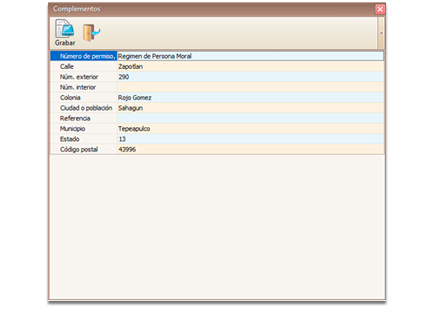 Complementos
Grabar
Número de permiso, Regimen de Persona Moral
Calle Zapotlan
Núm. exterior 290
Núm. interior
Colonia Rojo Gomez
Ciudad o población Sahagun
Referencia
Municipio Tepeapulco
Estado 13
Código postal 43996